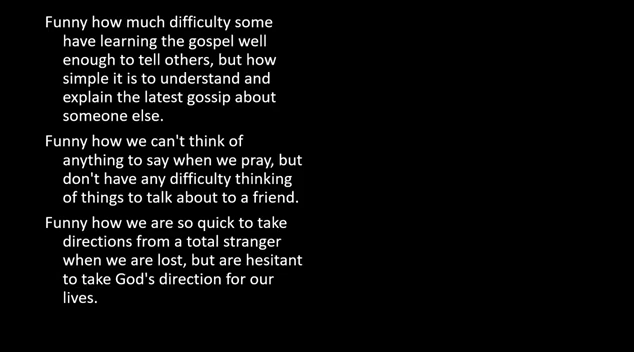 Funny how much difficulty some
have learning the gospel well
enough to tell others, but how
simple it is to understand and
explain the latest gossip about
someone else.
Funny how we can't think of
anything to say when we pray, but
don't have any difficulty thinking
of things to talk about to a friend.
Funny how we are so quick to take
directions from a total stranger
when we are lost, but are hesitant
to take God's direction for our
lives.